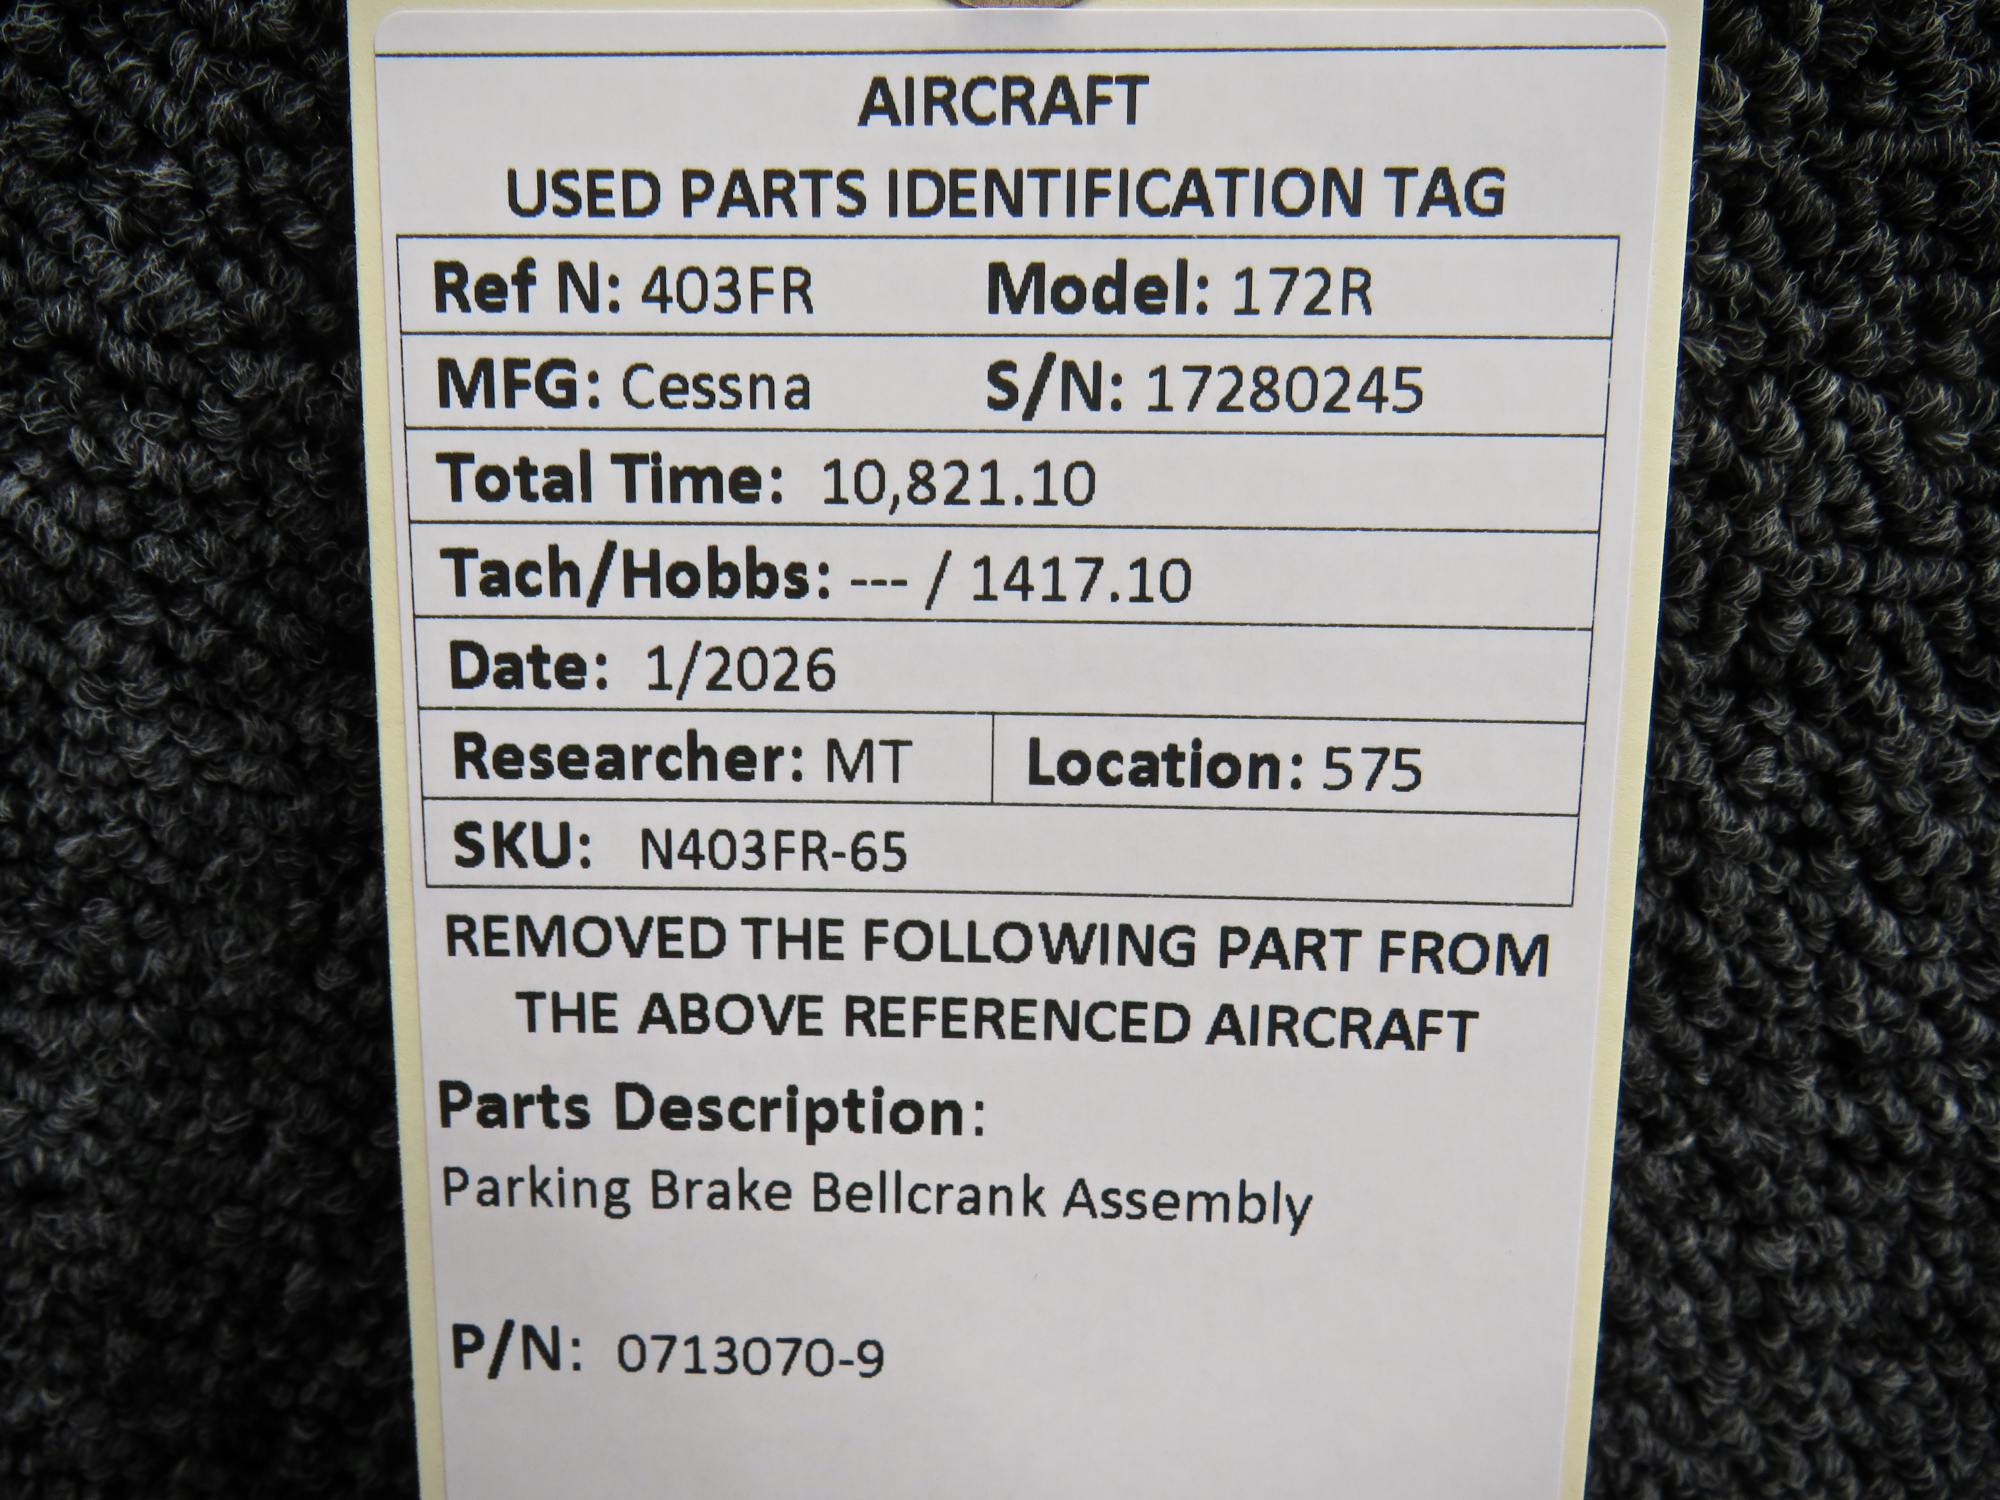 AIRCRAFT
USED PARTS IDENTIFICATION TAG
Ref N: 403FR Model: 172R
MFG: Cessna S/N: 17280245
Total Time: 10,821.10
Tach/Hobbs: --- / 1417.10
Date: 1/2026
Researcher: MT Location: 575
SKU: N403FR-65
REMOVED THE FOLLOWING PART FROM
THE ABOVE REFERENCED AIRCRAFT
Parts Description:
Parking Brake Bellcrank Assembly
P/N: 0713070-9